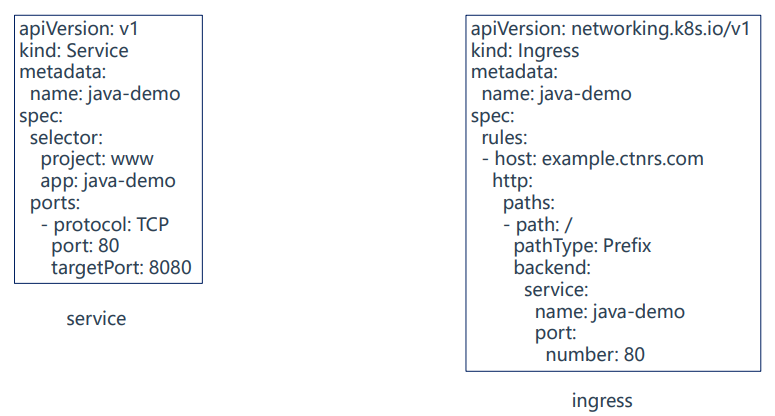 apiVersion: v1
kind: Service
metadata:
  name: java-demo
spec:
  selector:
    project: www
    app: java-demo
  ports:
    - protocol: TCP
      port: 80
      targetPort: 8080
service
apiVersion: networking.k8s.io/v1
kind: Ingress
metadata:
  name: java-demo
spec:
  rules:
  - host: example.ctnrs.com
    http:
      paths:
      - path: /
        pathType: Prefix
        backend:
          service:
            name: java-demo
            port:
              number: 80
ingress